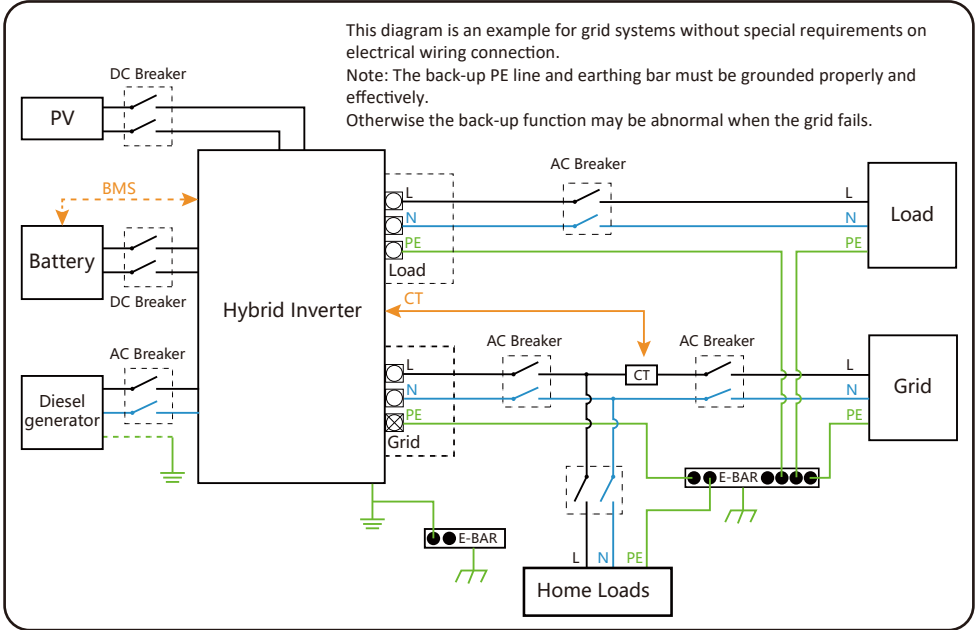 This diagram is an example for grid systems without special requirements on
electrical wiring connection.
Note: The back-up PE line and earthing bar must be grounded properly and
effectively.
Otherwise the back-up function may be abnormal when the grid fails.
DC Breaker
PV
AC Breaker
BMS
L
L
N
N
Load
Battery
PE
PE
Load
DC Breaker
CT
Hybrid Inverter
AC Breaker
AC Breaker
AC Breaker
L
CT
L
Diesel
generator
N
N
Grid
PE
PE
Grid
E-BAR
E-BAR
L
N
PE
Home Loads